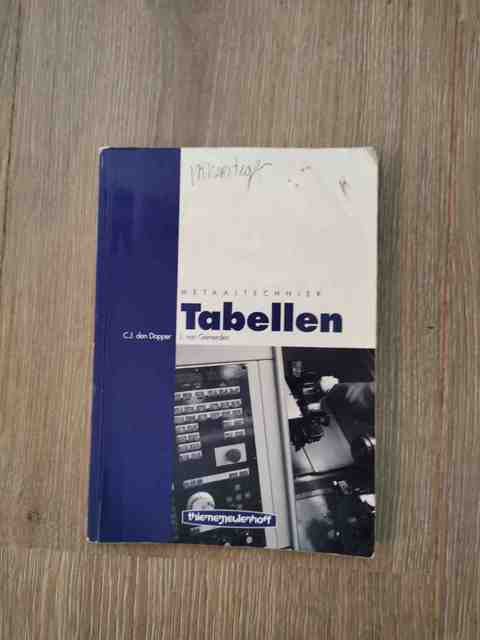 METAALTECHNIEK
Tabellen
C.J. den Dopper J. van Gemerden
thiememeulenhoff